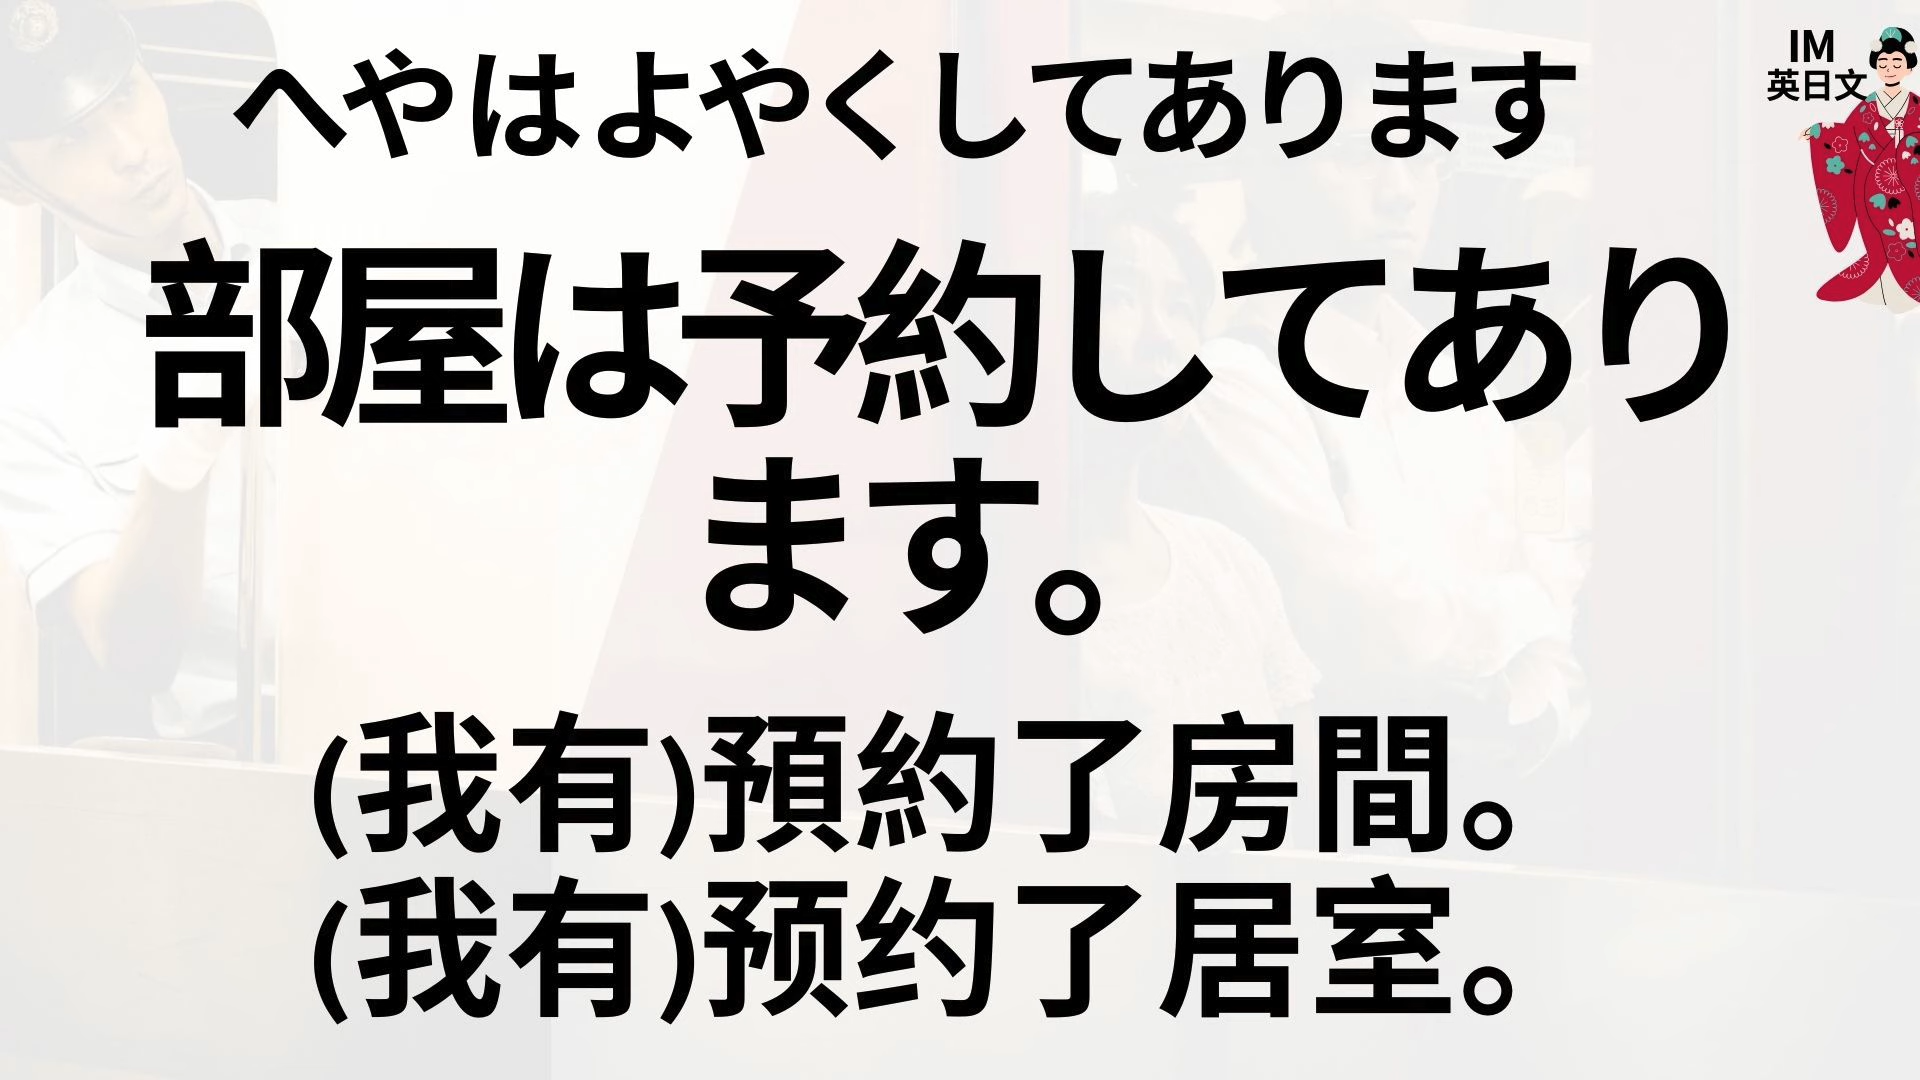 へや は よやくしてあります
部屋は予約してあり
ます。
(我有)預約了房間。
(我有)预约了居室。
IM
英日文